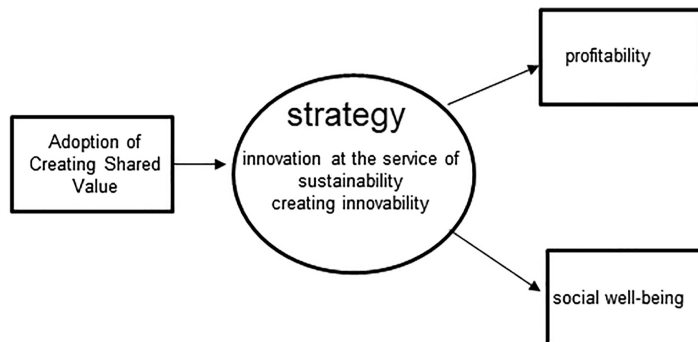 Adoption of
Creating Shared
Value
strategy
innovation at the service of
sustainability
creating innovability
profitability
social well-being